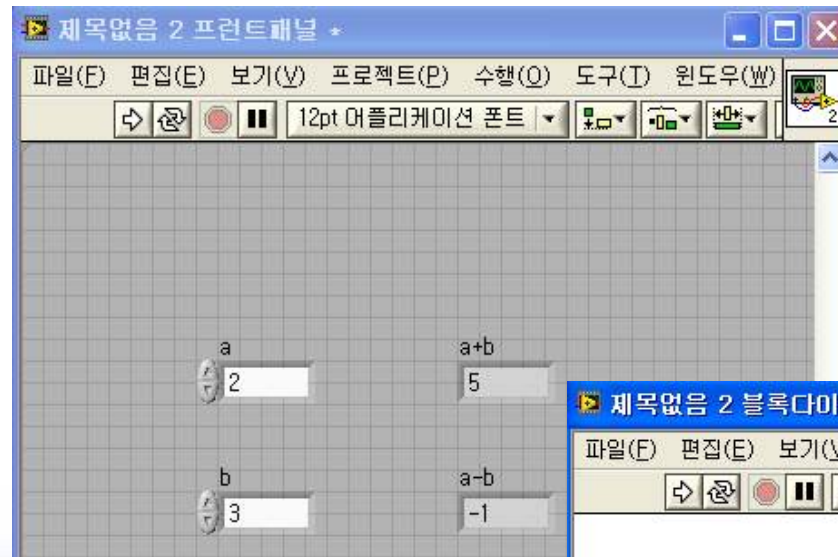 제목없음 2 프런트패널 *
파일(F) 편집(E) 보기(V) 프로젝트(P) 수행(O) 도구(T) 윈도우(W)
12pt 어플리케이션 폰트
2
a
2
a+b
5
b
3
a-b
-1
제목없음 2 블록다이
파일(F) 편집(E) 보기(V